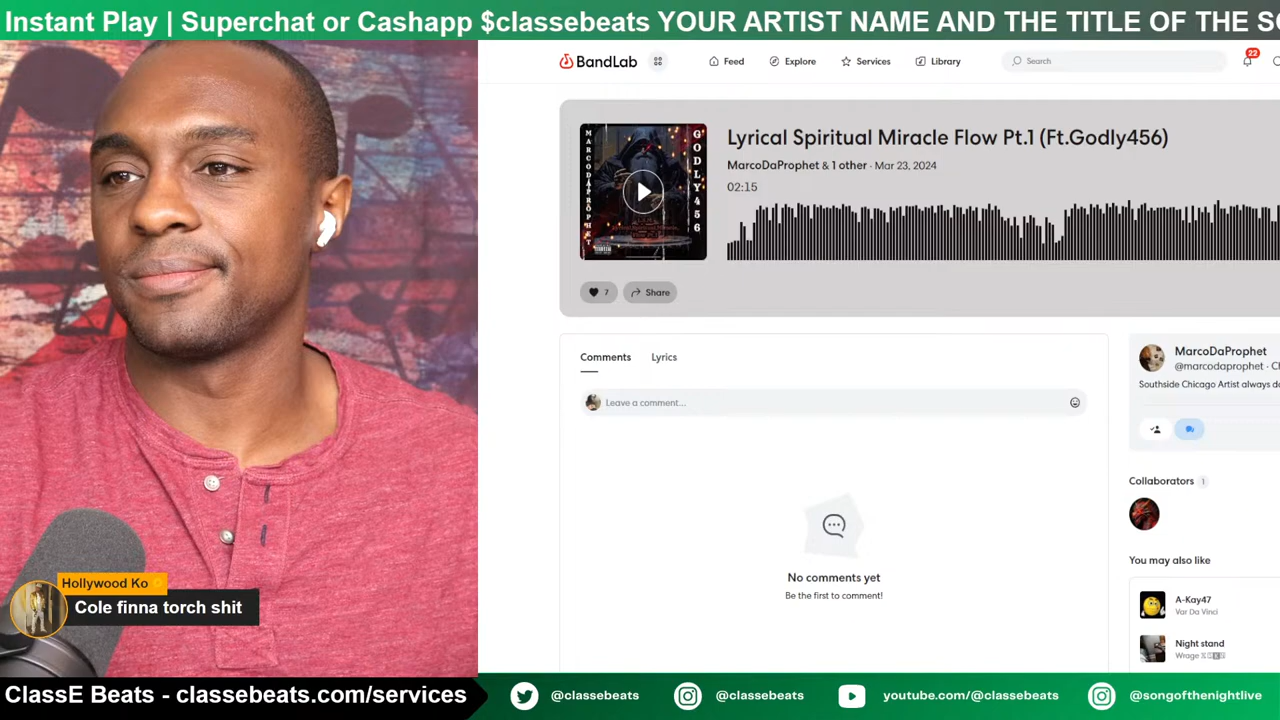 Instant Play | Superchat or Cashapp $classebeats YOUR ARTIST NAME AND THE TITLE OF THE
BandLab
Feed
Explore
Services
Library
Search
22
MARCODAPROPHET
GODLY456
Lyrical Spiritual Miracle Flow Pt.1 (Ft.Godly456)
MarcoDaProphet & 1 other · Mar 23, 2024
02:15
7
Share
Comments
Lyrics
Leave a comment...
No comments yet
Be the first to comment!
MarcoDaProphet
@marcodaprophet ·
Southside Chicago Artist always
Collaborators 1
You may also like
A-Kay47
Var Da Vinci
Night stand
Wrage
Hollywood Ko
Cole finna torch shit
ClassE Beats - classebeats.com/services
@classebeats
@classebeats
youtube.com/@classebeats
@songofthenightlive